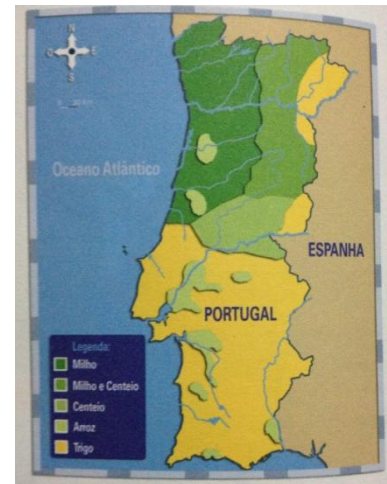 N
O
E
S
Oceano Atlântico
ESPANHA
PORTUGAL
Legenda:
Milho
Milho e Centeio
Centeio
Arroz
Trigo